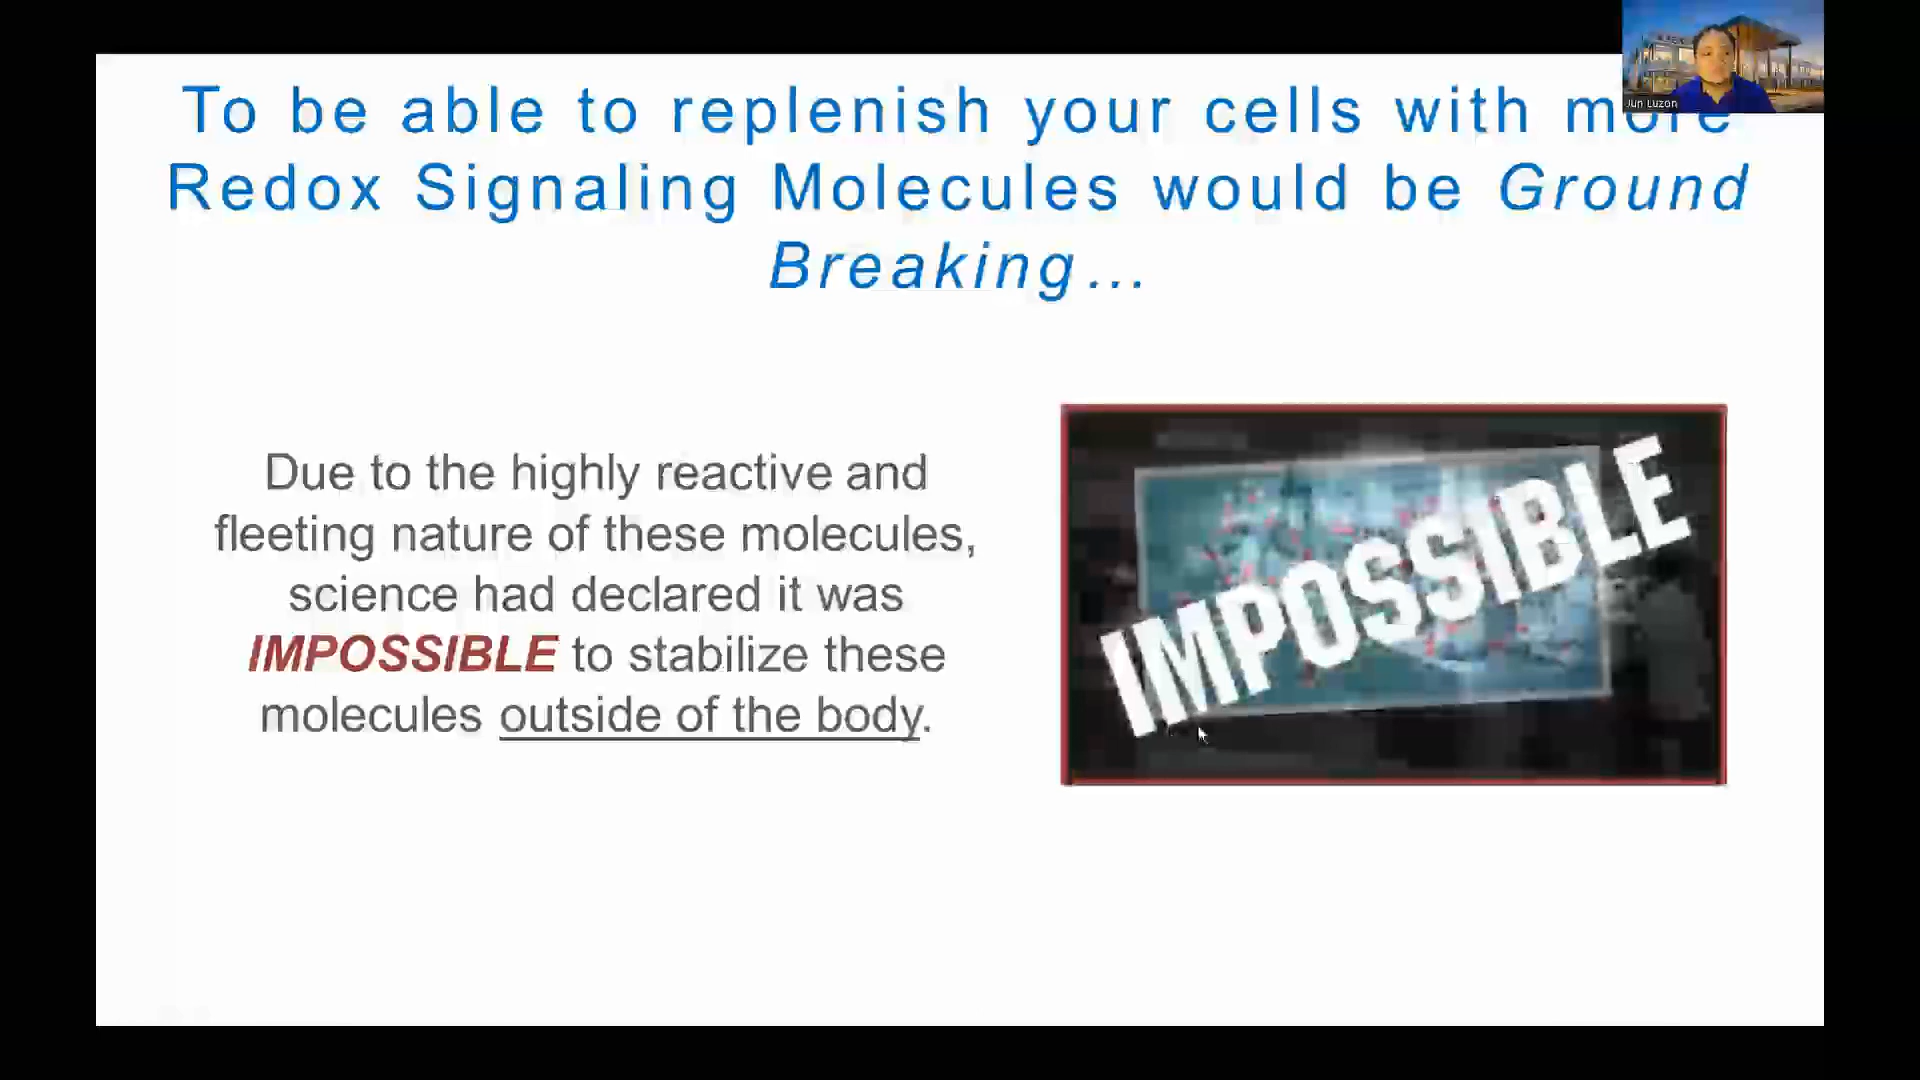 To be able to replenish your cells with more
Redox Signaling Molecules would be Ground
Breaking...
Jun Luzon
Due to the highly reactive and
fleeting nature of these molecules,
science had declared it was
IMPOSSIBLE to stabilize these
molecules outside of the body.
IMPOSSIBLE